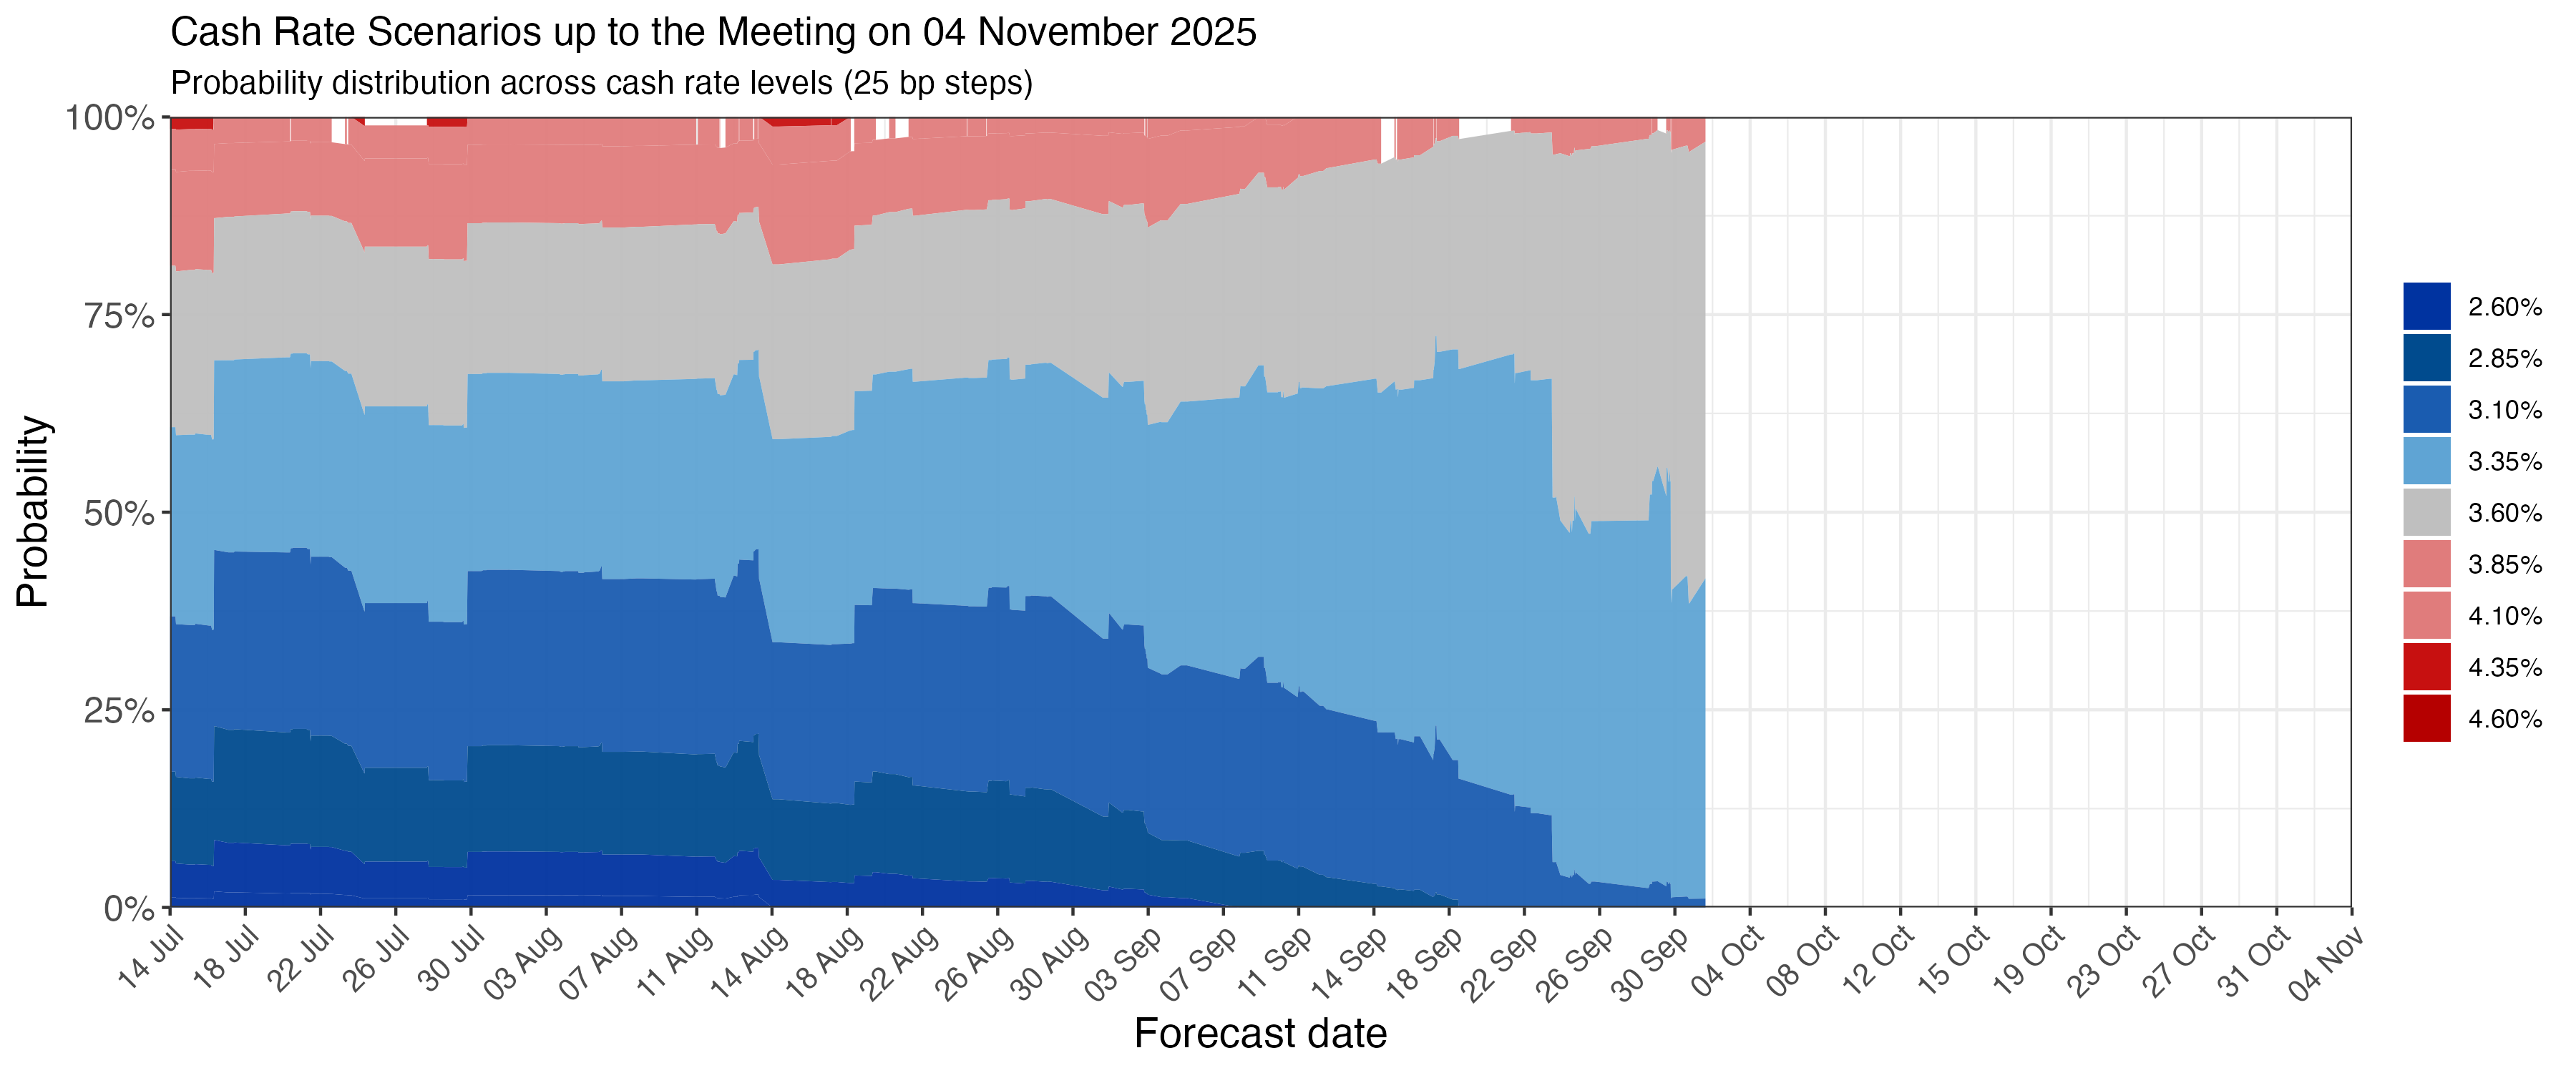 Cash Rate Scenarios up to the Meeting on 04 November 2025
Probability distribution across cash rate levels (25 bp steps)
100%
75%
50%
25%
0%
Probability
14 Jul
18 Jul
22 Jul
26 Jul
30 Jul
03 Aug
07 Aug
11 Aug
14 Aug
18 Aug
22 Aug
26 Aug
30 Aug
03 Sep
07 Sep
11 Sep
14 Sep
18 Sep
22 Sep
26 Sep
30 Sep
04 Oct
08 Oct
12 Oct
15 Oct
19 Oct
23 Oct
27 Oct
31 Oct
04 Nov
Forecast date
2.60%
2.85%
3.10%
3.35%
3.60%
3.85%
4.10%
4.35%
4.60%